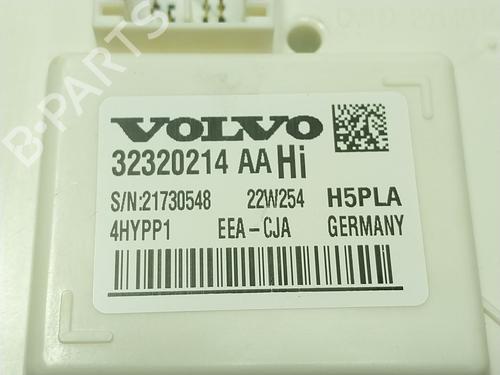 VOLVO
32320214 AA Hi
S/N:21730548 22W254 H5PLA
4HYPP1 EEA-CJA GERMANY
B-PARTS